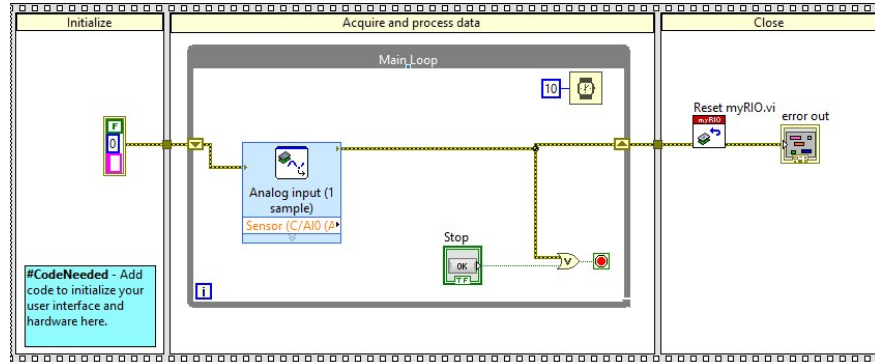 Initialize
Acquire and process data
Close
Main Loop
10
Reset myRIO.vi
myRIO
error out
F
0
Analog input (1
sample)
Sensor (C/AI0 (A
Stop
OK
TF
V
i
#CodeNeeded - Add
code to initialize your
user interface and
hardware here.